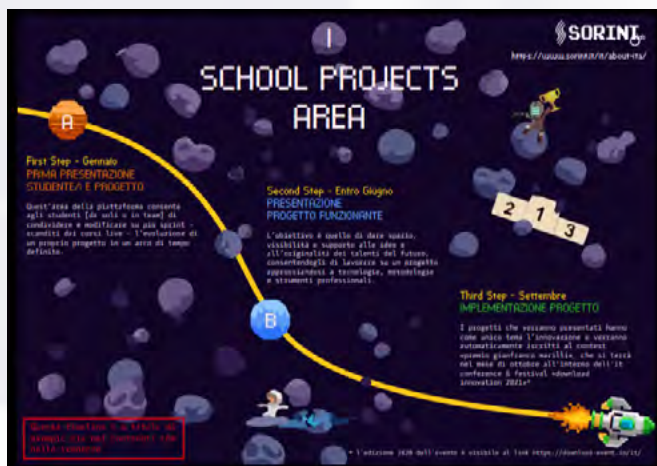 I
SORINI
https://www.sorinit/it/about-its/
SCHOOL PROJECTS
AREA
A
First Step - Gennaio
PRIMA PRESENTAZIONE
STUDENTE/I E PROGETTO
Quest'area della piattaforma consente
agli studenti [da soli o in team] di
condividere e modificare su più sprint -
scanditi dai corsi live - l'evoluzione di
un proprio progetto in un arco di tempo
definito.
Second Step - Entro Giugno
PRESENTAZIONE
PROGETTO FUNZIONANTE
L'obiettivo è quello di dare spazio,
visibilità e supporto alle idee e
all'originalità dei talenti del futuro,
consentendogli di lavorare su un progetto
approcciandosi a tecnologie, metodologie
e strumenti professionali.
B
2 1 3
Third Step - Settembre
IMPLEMENTAZIONE PROGETTO
I progetti che verranno presentati hanno
come unico tema l'innovazione e verranno
automaticamente iscritti al contest
«premio gianfranco, che si terrà
nel mese di ottobre all'interno dell'it
conference & festival «download
innovation 2021»*
* l'edizione 2020 dell'evento è visibile al link https://download-event.io/it/